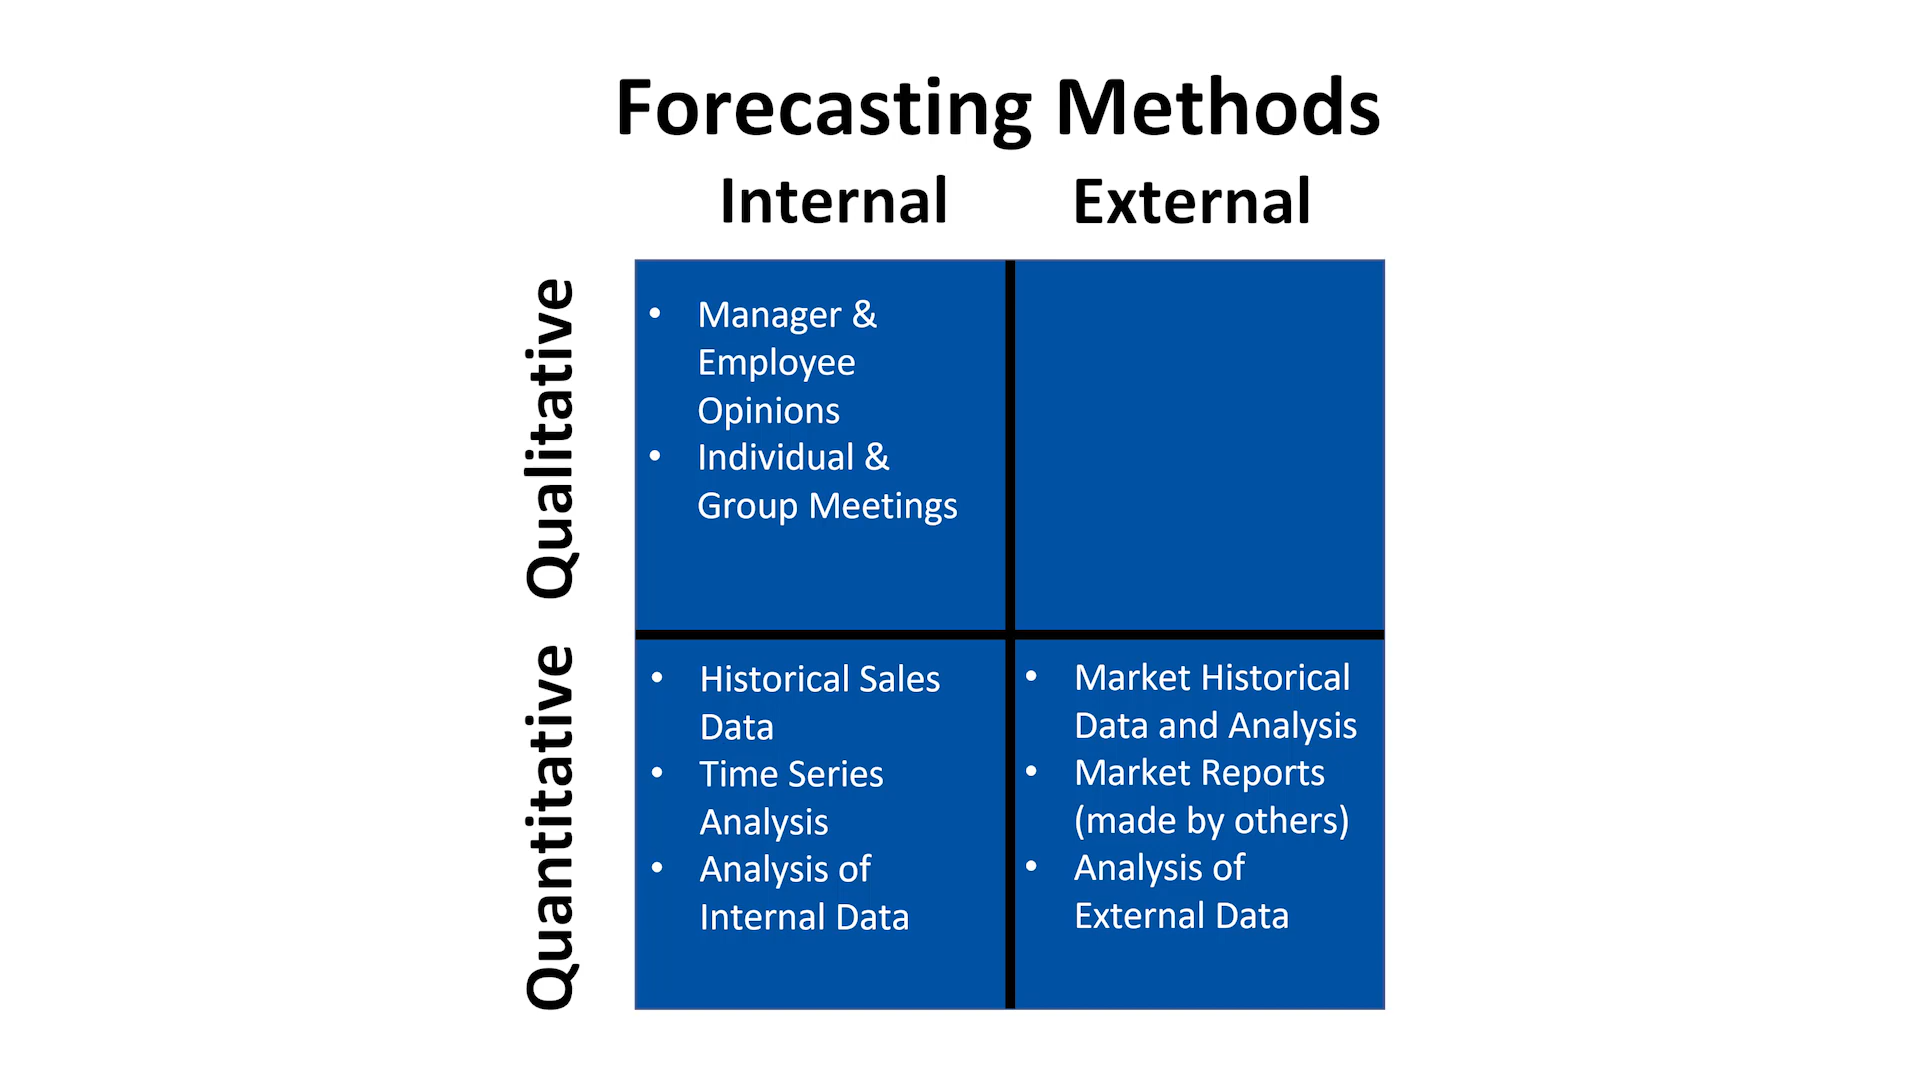 Forecasting Methods
Internal
External
Qualitative
• Manager &
Employee
Opinions
• Individual &
Group Meetings
Quantitative
• Historical Sales
Data
• Time Series
Analysis
• Analysis of
Internal Data
• Market Historical
Data and Analysis
• Market Reports
(made by others)
• Analysis of
External Data